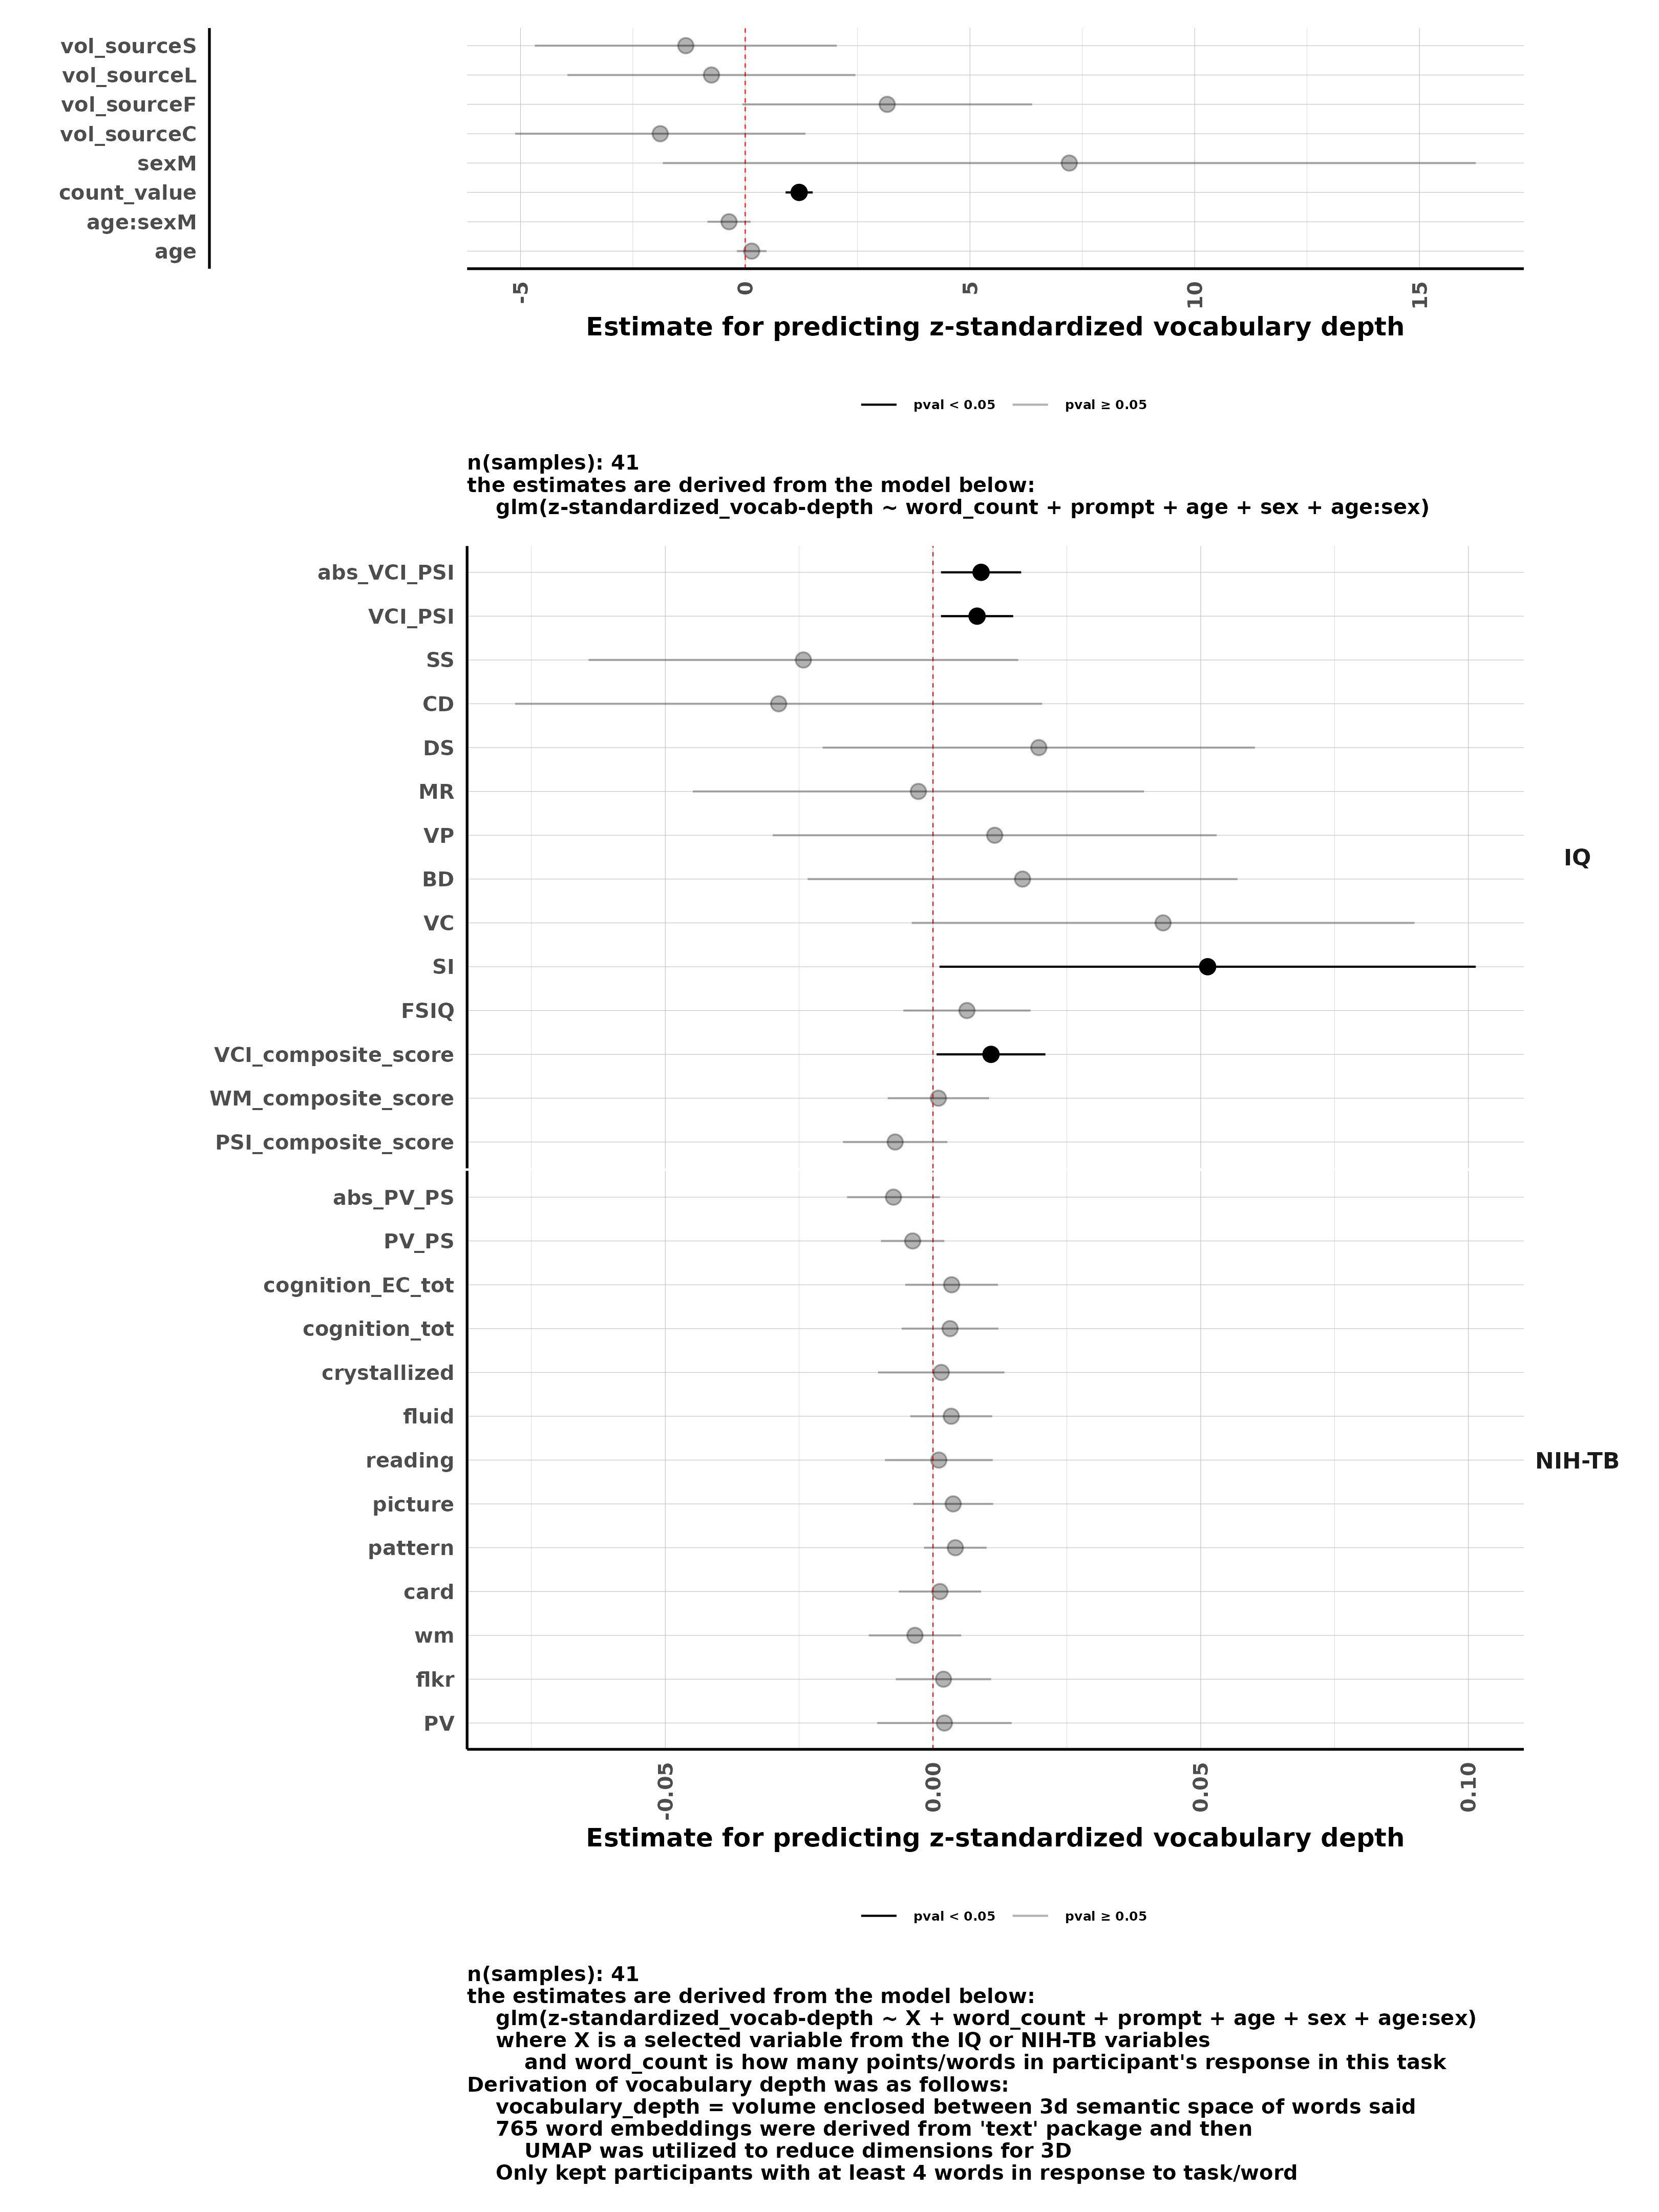 vol_sourceS
vol_sourceL
vol_sourceF
vol_sourceC
sexM
count_value
age:sexM
age
-5
0
5
10
15
Estimate for predicting z-standardized vocabulary depth
pval < 0.05
pval ≥ 0.05
n(samples): 41
the estimates are derived from the model below:
glm(z-standardized_vocab-depth ~ word_count + prompt + age + sex + age:sex)
abs_VCI_PSI
VCI_PSI
SS
CD
DS
MR
VP
BD
VC
SI
FSIQ
VCI_composite_score
WM_composite_score
PSI_composite_score
IQ
abs_PV_PS
PV_PS
cognition_EC_tot
cognition_tot
crystallized
fluid
reading
picture
pattern
card
wm
flkr
PV
NIH-TB
-0.05
0.00
0.05
0.10
Estimate for predicting z-standardized vocabulary depth
pval < 0.05
pval ≥ 0.05
n(samples): 41
the estimates are derived from the model below:
glm(z-standardized_vocab-depth ~ X + word_count + prompt + age + sex + age:sex)
where X is a selected variable from the IQ or NIH-TB variables
and word_count is how many points/words in participant's response in this task
Derivation of vocabulary depth was as follows:
vocabulary_depth = volume enclosed between 3d semantic space of words said
765 word embeddings were derived from 'text' package and then
UMAP was utilized to reduce dimensions for 3D
Only kept participants with at least 4 words in response to task/word